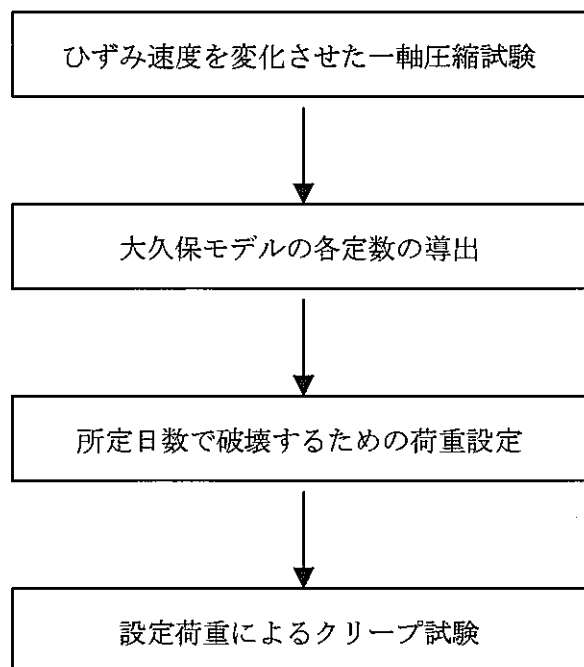 ひずみ速度を変化させた一軸圧縮試験
大久保モデルの各定数の導出
所定日数で破壊するための荷重設定
設定荷重によるクリープ試験